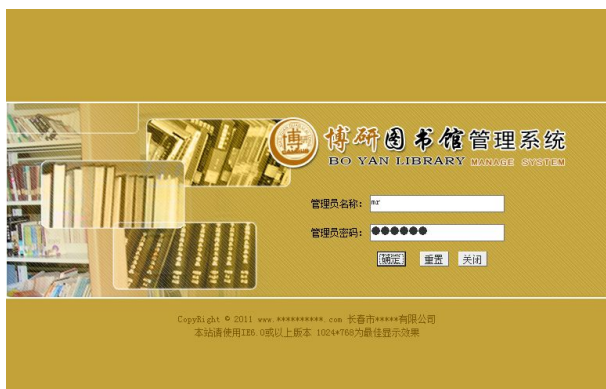 博
博研图书馆管理系统
BO YAN LIBRARY MANAGE SYSTEM
管理员名称： mr
管理员密码： ●●●●●●
确定 重置 关闭
CopyRight © 2011 www.**********.com 长春市*****有限公司
本站请使用IE6.0或以上版本 1024*768为最佳显示效果